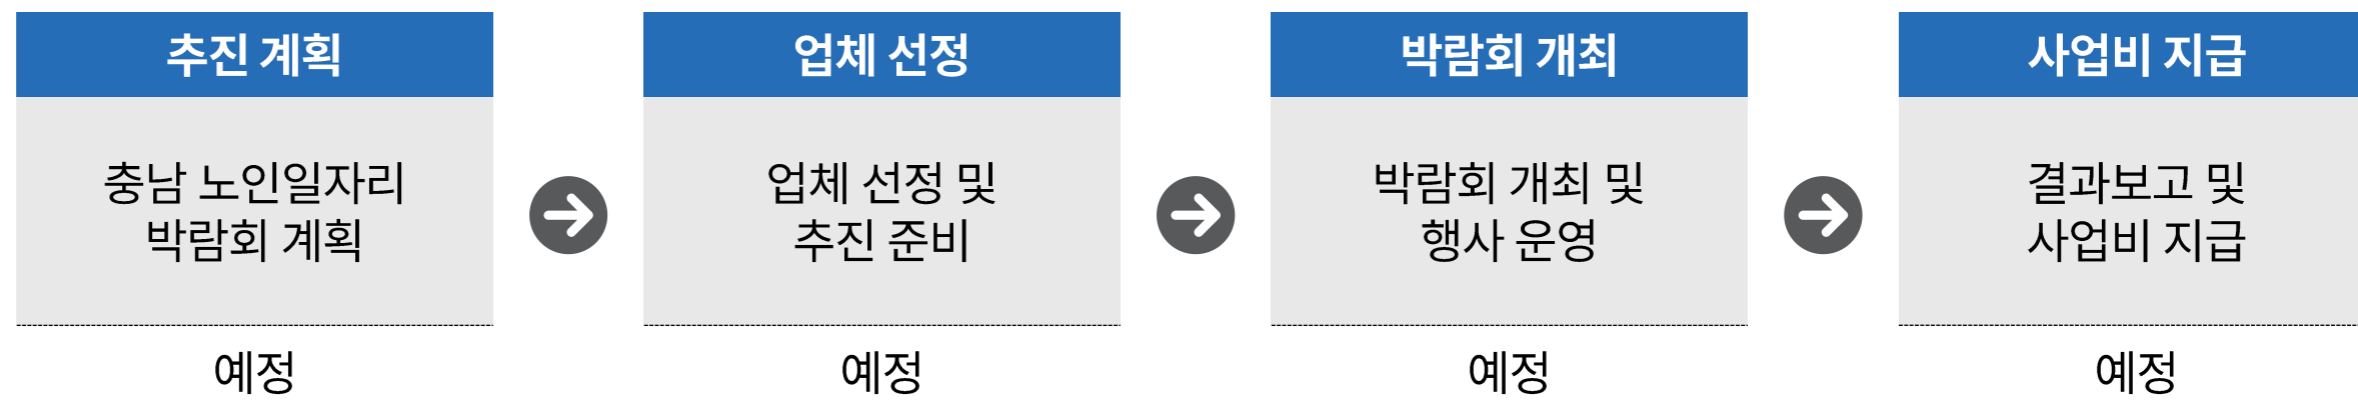 추진 계획
충남 노인일자리
박람회 계획
예정
업체 선정
업체 선정 및
추진 준비
예정
박람회 개최
박람회 개최 및
행사 운영
예정
사업비 지급
결과보고 및
사업비 지급
예정